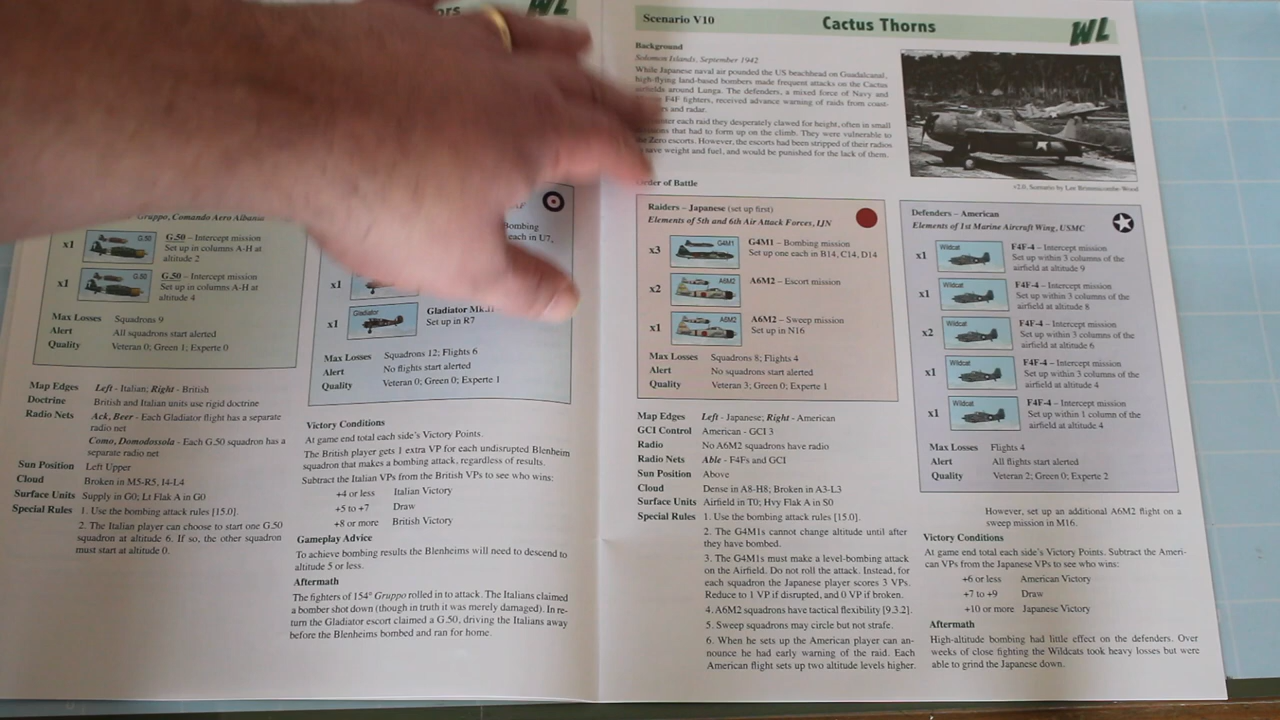 ors
WL
Gruppo, Comando Aero Albania
x1
G.50
G.50 – Intercept mission
Set up in columns A-H at
altitude 2
x1
G.50
G.50 – Intercept mission
Set up in columns A-H at
altitude 4
Max Losses Squadrons 9
Alert All squadrons start alerted
Quality Veteran 0; Green 1; Experte 0
Bombing
each in U7,
x1
x1
Gladiator
Gladiator Mk.II
Set up in R7
Max Losses Squadrons 12; Flights 6
Alert No flights start alerted
Quality Veteran 0; Green 0; Experte 1
Map Edges Left - Italian; Right - British
Doctrine British and Italian units use rigid doctrine
Radio Nets Ack, Beer - Each Gladiator flight has a separate
radio net
Como, Domodossola - Each G.50 squadron has a
separate radio net
Sun Position Left Upper
Cloud Broken in M5-R5, I4-L4
Surface Units Supply in G0; Lt Flak A in G0
Special Rules 1. Use the bombing attack rules [15.0].
2. The Italian player can choose to start one G.50
squadron at altitude 6. If so, the other squadron
must start at altitude 0.
Victory Conditions
At game end total each side's Victory Points.
The British player gets 1 extra VP for each undisrupted Blenheim
squadron that makes a bombing attack, regardless of results.
Subtract the Italian VPs from the British VPs to see who wins:
+4 or less Italian Victory
+5 to +7 Draw
+8 or more British Victory
Gameplay Advice
To achieve bombing results the Blenheims will need to descend to
altitude 5 or less.
Aftermath
The fighters of 154° Gruppo rolled in to attack. The Italians claimed
a bomber shot down (though in truth it was merely damaged). In re-
turn the Gladiator escort claimed a G.50, driving the Italians away
before the Blenheims bombed and ran for home.
Scenario V10
Cactus Thorns
WL
Background
Solomon Islands, September 1942
While Japanese naval air pounded the US beachhead on Guadalcanal,
high-flying land-based bombers made frequent attacks on the Cactus
airfields around Lunga. The defenders, a mixed force of Navy and
F4F fighters, received advance warning of raids from coast-
and radar.
each raid they desperately clawed for height, often in small
that had to form up on the climb. They were vulnerable to
Zero escorts. However, the escorts had been stripped of their radios
save weight and fuel, and would be punished for the lack of them.
v2.0, Scenario by Lee Brimmicombe-Wood
Order of Battle
Raiders – Japanese (set up first)
Elements of 5th and 6th Air Attack Forces, IJN
x3
G4M1
G4M1 – Bombing mission
Set up one each in B14, C14, D14
x2
A6M2
A6M2 – Escort mission
x1
A6M2
A6M2 – Sweep mission
Set up in N16
Max Losses Squadrons 8; Flights 4
Alert No squadrons start alerted
Quality Veteran 3; Green 0; Experte 1
Defenders – American
Elements of 1st Marine Aircraft Wing, USMC
x1
Wildcat
F4F-4 – Intercept mission
Set up within 3 columns of the
airfield at altitude 9
x1
Wildcat
F4F-4 – Intercept mission
Set up within 3 columns of the
airfield at altitude 8
x2
Wildcat
F4F-4 – Intercept mission
Set up within 3 columns of the
airfield at altitude 6
x1
Wildcat
F4F-4 – Intercept mission
Set up within 3 columns of the
airfield at altitude 4
x1
Wildcat
F4F-4 – Intercept mission
Set up within 1 column of the
airfield at altitude 4
Max Losses Flights 4
Alert All flights start alerted
Quality Veteran 2; Green 0; Experte 2
Map Edges Left - Japanese; Right - American
GCI Control American - GCI 3
Radio No A6M2 squadrons have radio
Radio Nets Able - F4Fs and GCI
Sun Position Above
Cloud Dense in A8-H8; Broken in A3-L3
Surface Units Airfield in T0; Hvy Flak A in S0
Special Rules 1. Use the bombing attack rules [15.0].
2. The G4M1s cannot change altitude until after
they have bombed.
3. The G4M1s must make a level-bombing attack
on the Airfield. Do not roll the attack. Instead, for
each squadron the Japanese player scores 3 VPs.
Reduce to 1 VP if disrupted, and 0 VP if broken.
4. A6M2 squadrons have tactical flexibility [9.3.2].
5. Sweep squadrons may circle but not strafe.
6. When he sets up the American player can an-
nounce he had early warning of the raid. Each
American flight sets up two altitude levels higher.
However, set up an additional A6M2 flight on a
sweep mission in M16.
Victory Conditions
At game end total each side's Victory Points. Subtract the Ameri-
can VPs from the Japanese VPs to see who wins:
+6 or less American Victory
+7 to +9 Draw
+10 or more Japanese Victory
Aftermath
High-altitude bombing had little effect on the defenders. Over
weeks of close fighting the Wildcats took heavy losses but were
able to grind the Japanese down.